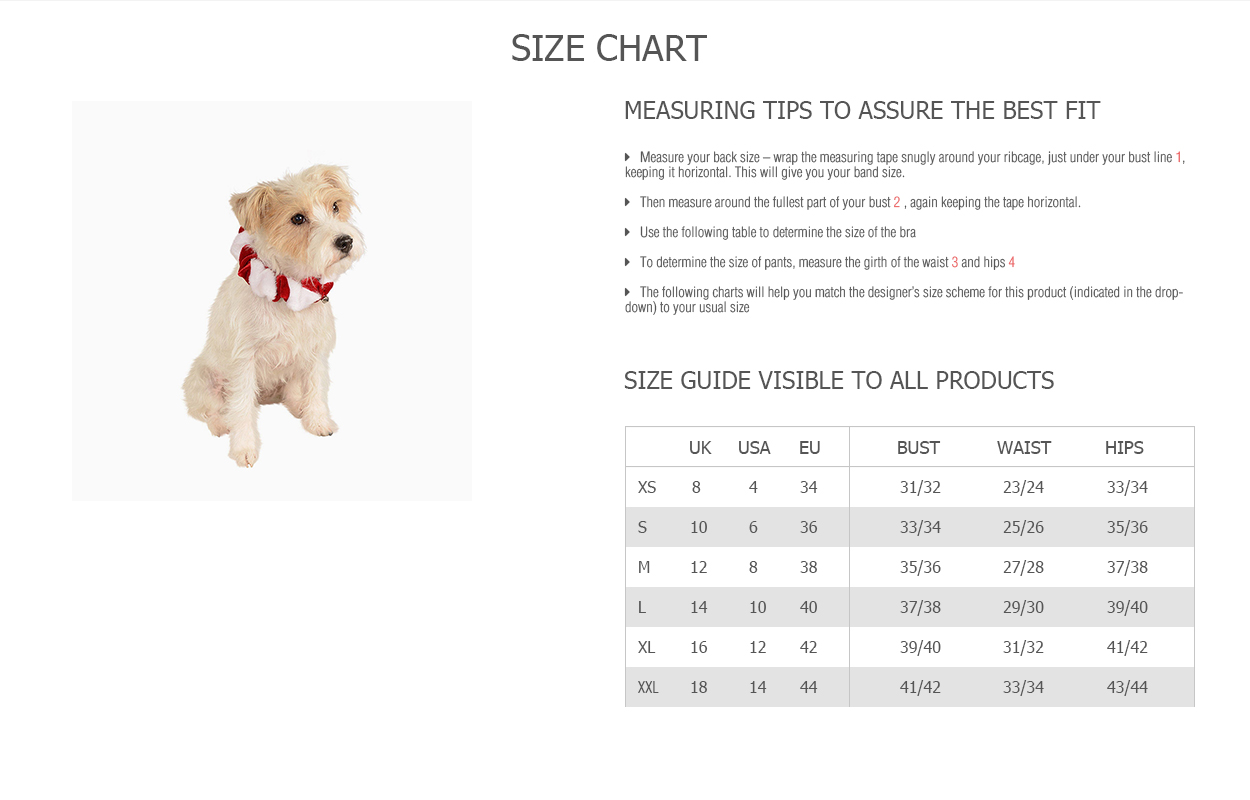 SIZE CHART
MEASURING TIPS TO ASSURE THE BEST FIT
Measure your back size – wrap the measuring tape snugly around your ribcage, just under your bust line 1,
keeping it horizontal. This will give you your band size.
Then measure around the fullest part of your bust 2 , again keeping the tape horizontal.
Use the following table to determine the size of the bra
To determine the size of pants, measure the girth of the waist 3 and hips 4
The following charts will help you match the designer's size scheme for this product (indicated in the drop-
down) to your usual size
SIZE GUIDE VISIBLE TO ALL PRODUCTS
UK USA EU BUST WAIST HIPS
XS 8 4 34 31/32 23/24 33/34
S 10 6 36 33/34 25/26 35/36
M 12 8 38 35/36 27/28 37/38
L 14 10 40 37/38 29/30 39/40
XL 16 12 42 39/40 31/32 41/42
XXL 18 14 44 41/42 33/34 43/44